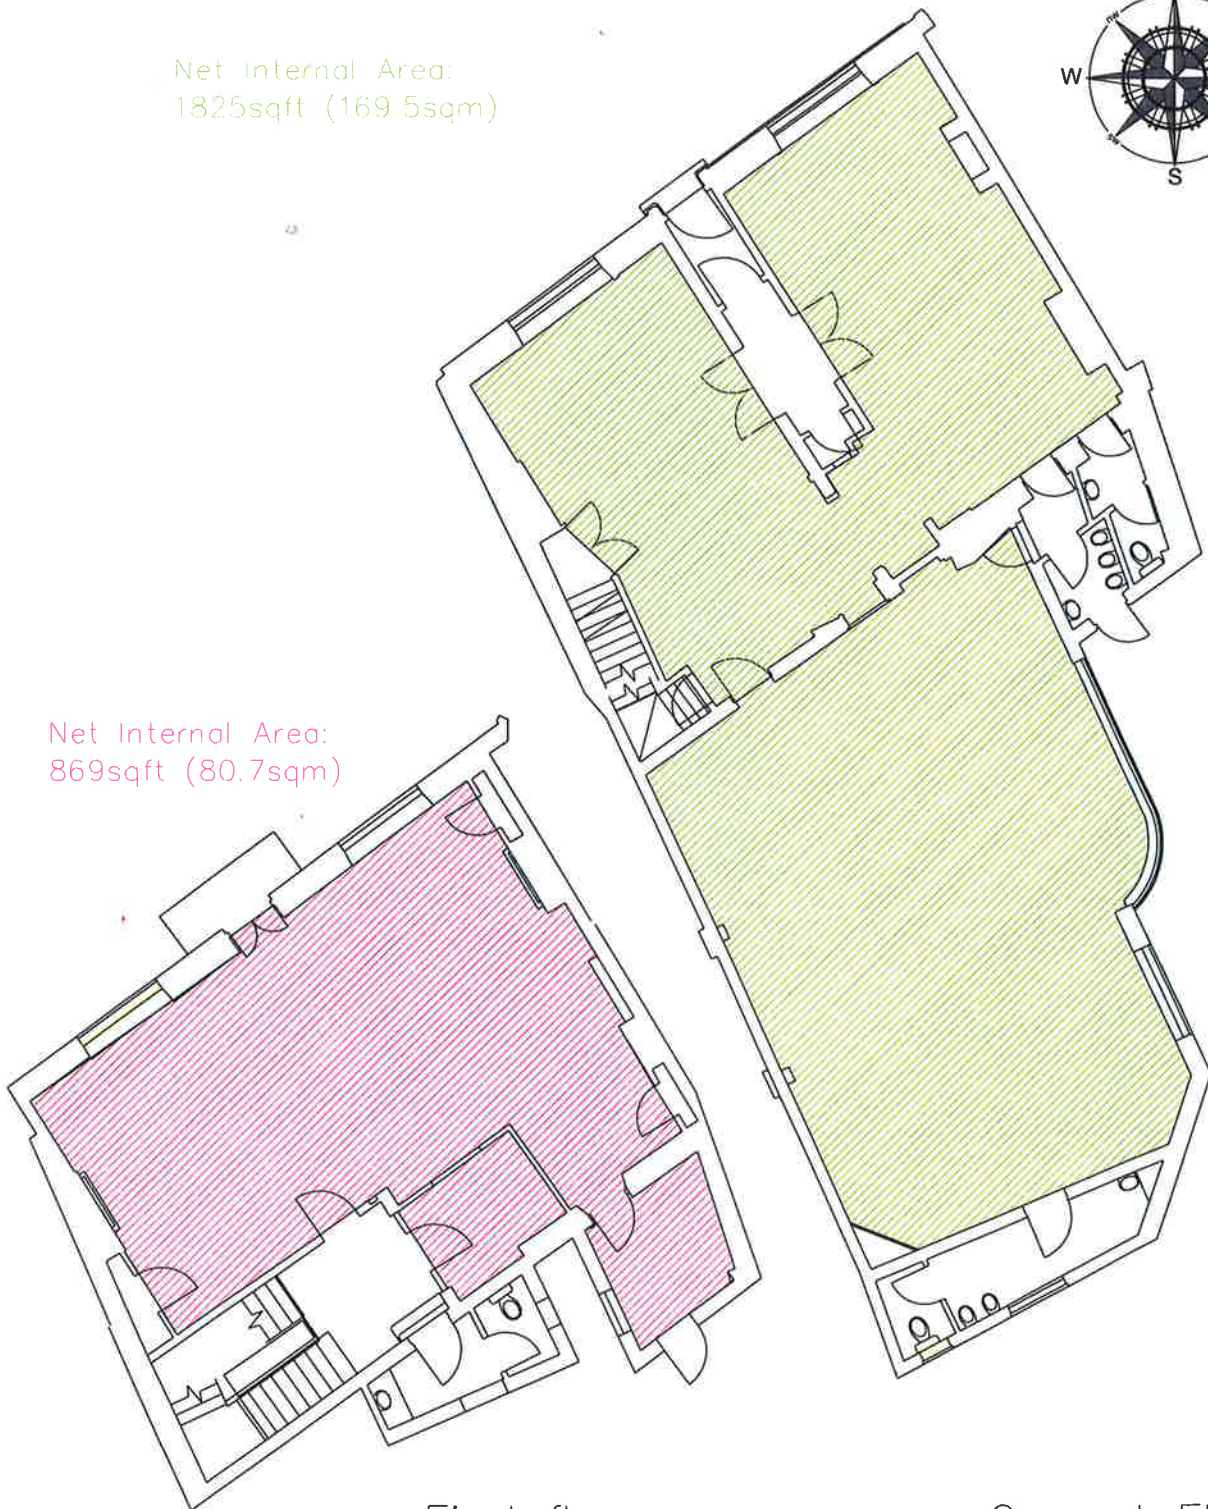 Net Internal Area:
1825sqft (169.5sqm)
W
S
Net Internal Area:
869sqft (80.7sqm)